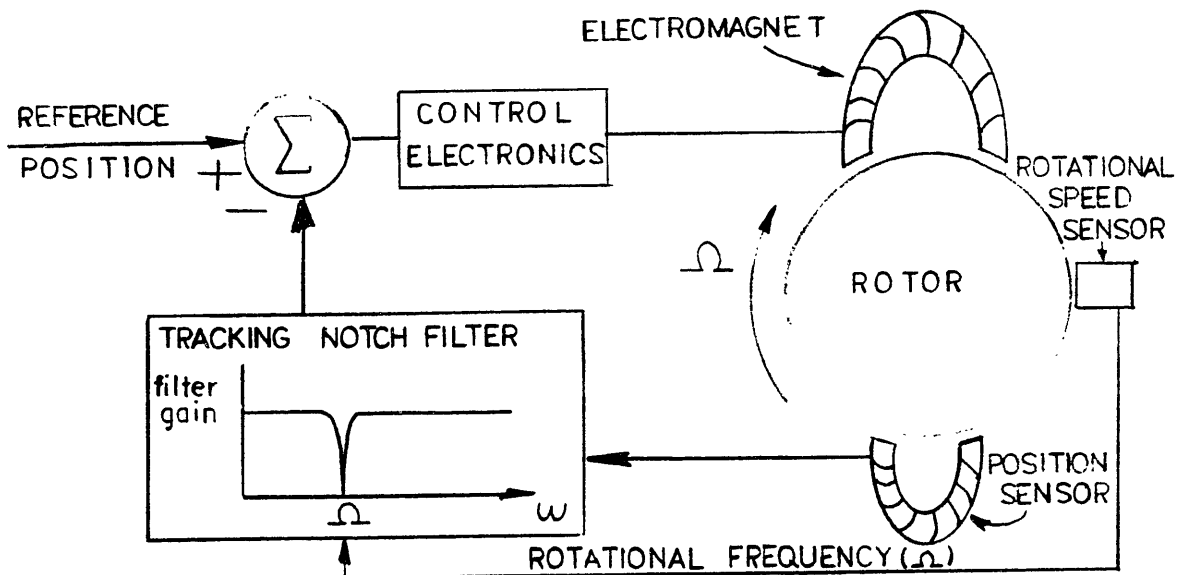 ELECTROMAGNET
REFERENCE
POSITION
+
−
Σ
CONTROL
ELECTRONICS
ROTATIONAL
SPEED
SENSOR
Ω
ROTOR
TRACKING NOTCH FILTER
filter
gain
Ω
ω
POSITION
SENSOR
ROTATIONAL FREQUENCY (Ω)